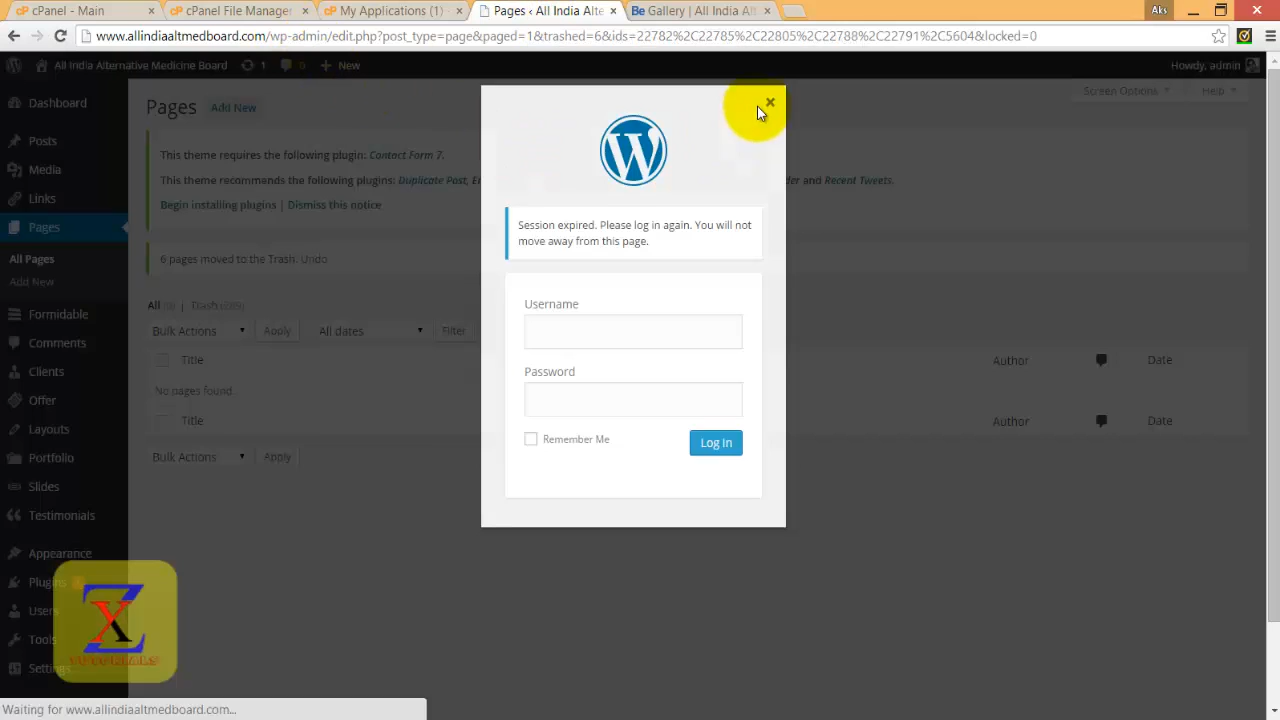 cPanel - Main
cPanel File Manager
My Applications (1)
Pages ‹ All India Alte
Be Gallery | All India Alt
Aks
www.allindiaaltmedboard.com/wp-admin/edit.php?post_type=page&paged=1&trashed=6&ids=22782%2C22785%2C22805%2C22788%2C22791%2C5604&locked=0
All India Alternative Medicine Board
1
0
New
Howdy, admin
Dashboard
Posts
Media
Links
Pages
All Pages
Add New
Formidable
Comments
Clients
Offer
Layouts
Portfolio
Slides
Testimonials
Appearance
Plugins
Users
Tools
Settings
Pages Add New
Screen Options
Help
This theme requires the following plugin: Contact Form 7.
This theme recommends the following plugins: Duplicate Post,
and Recent Tweets.
Begin installing plugins | Dismiss this notice
6 pages moved to the Trash. Undo
All (0) | Trash
Bulk Actions Apply All dates Filter
Title Author Date
No pages found.
Title Author Date
Bulk Actions Apply
Session expired. Please log in again. You will not
move away from this page.
Username
Password
Remember Me
Log In
Waiting for www.allindiaaltmedboard.com...